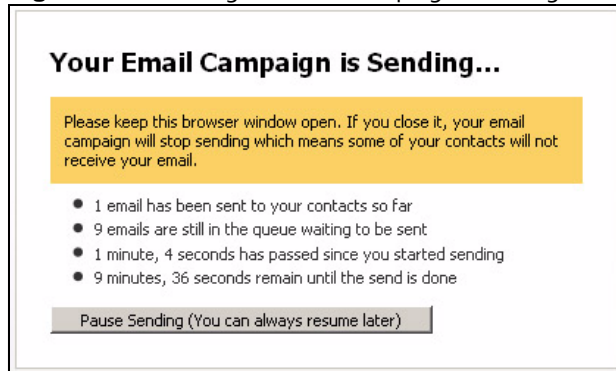 Your Email Campaign is Sending...
Please keep this browser window open. If you close it, your email
campaign will stop sending which means some of your contacts will not
receive your email.
1 email has been sent to your contacts so far
9 emails are still in the queue waiting to be sent
1 minute, 4 seconds has passed since you started sending
9 minutes, 36 seconds remain until the send is done
Pause Sending (You can always resume later)